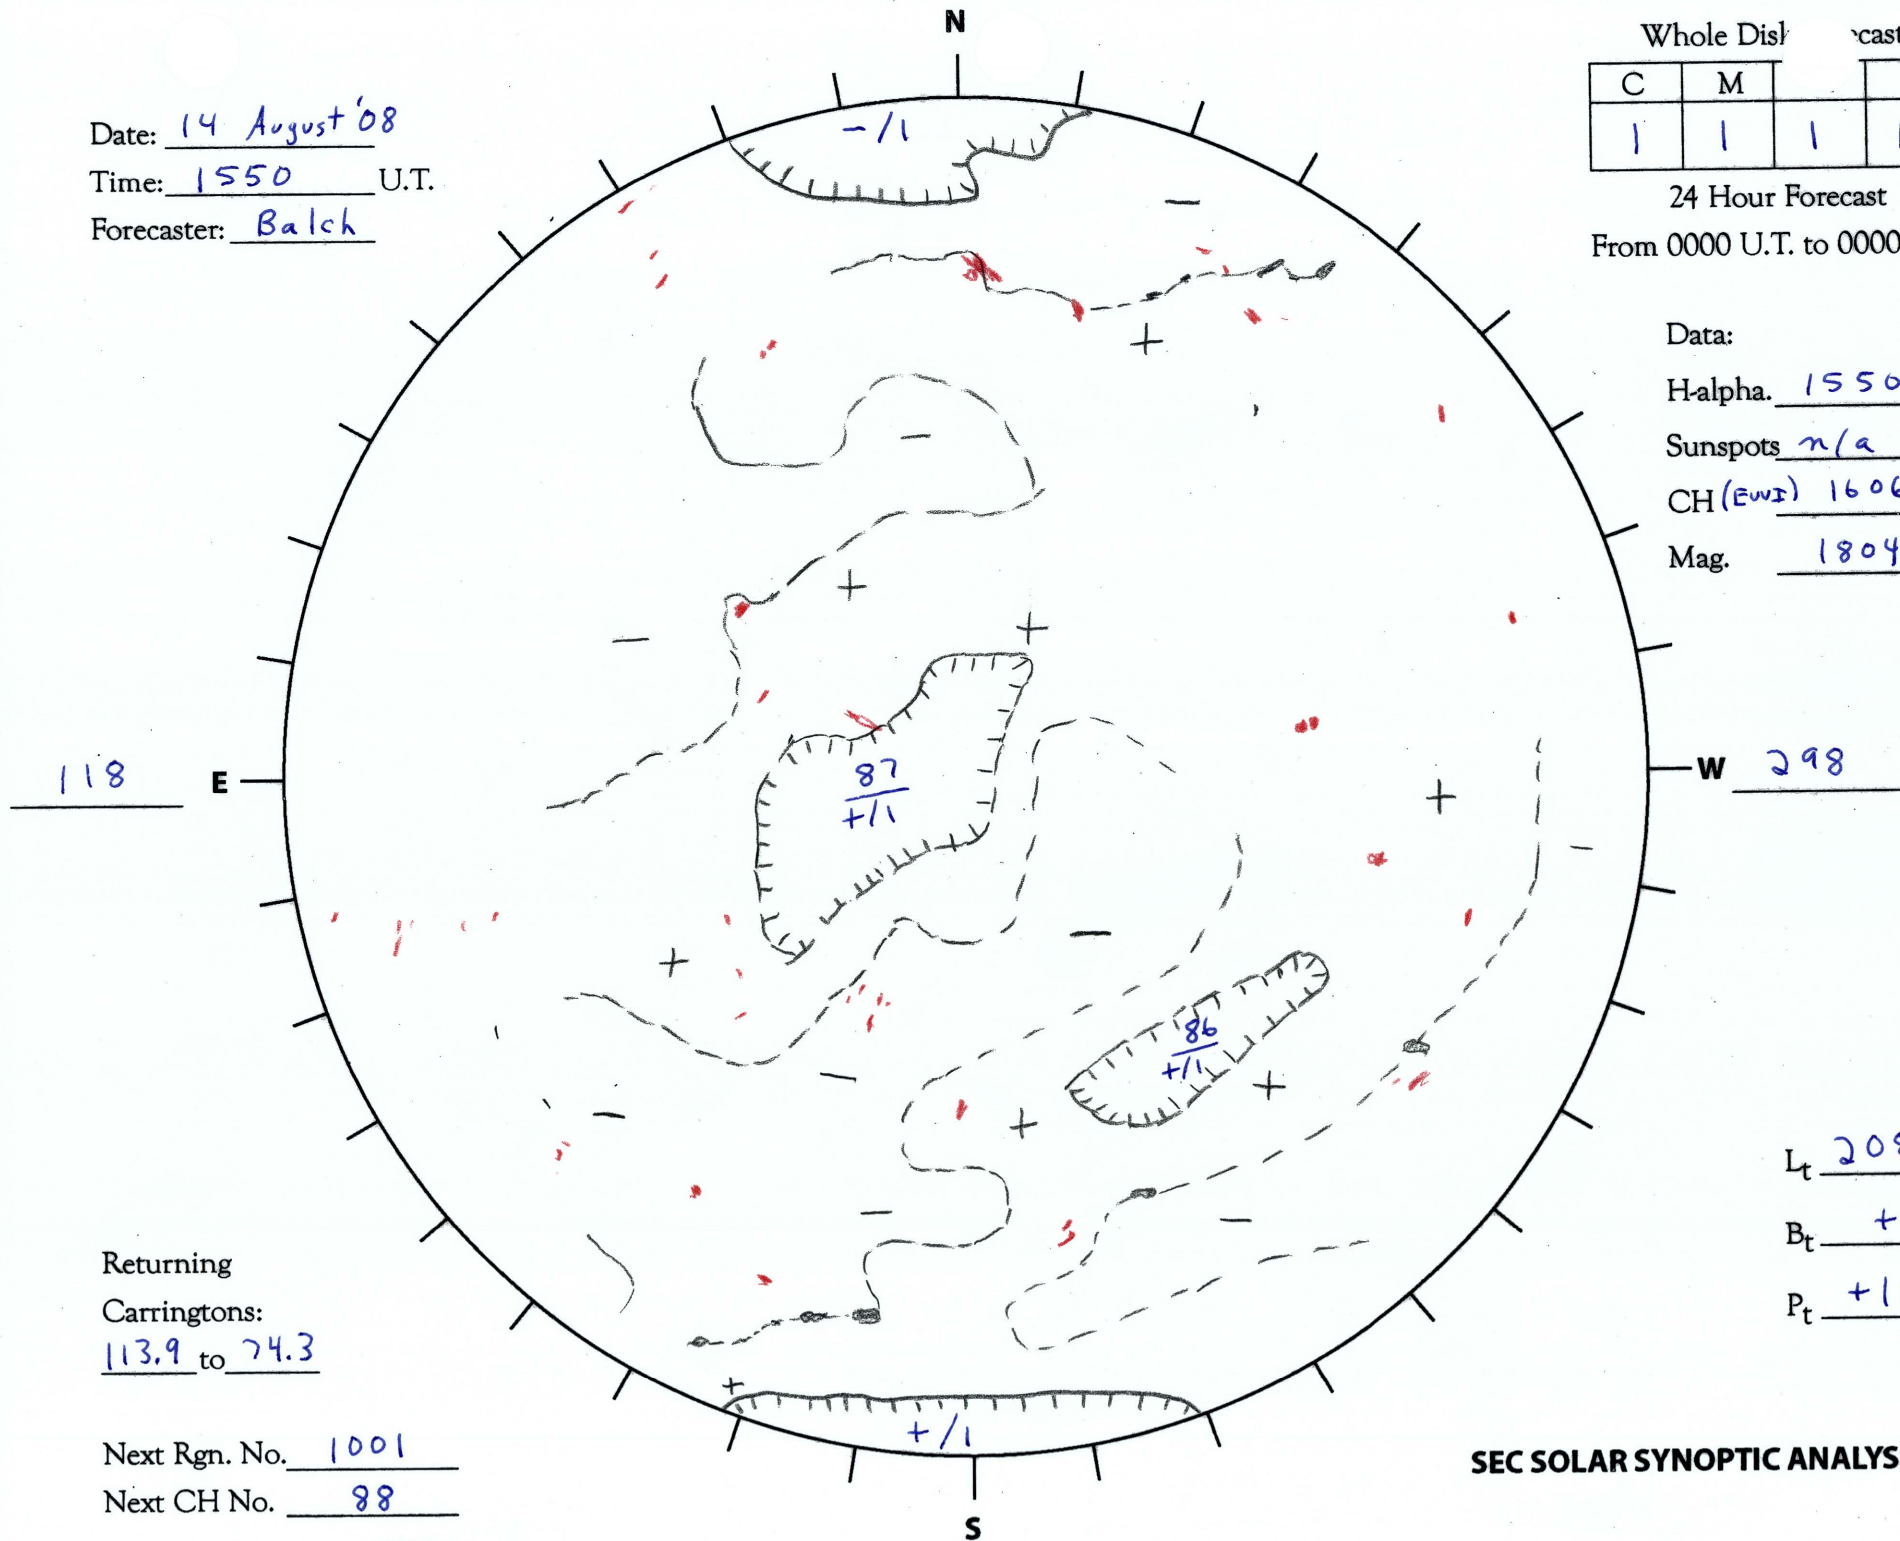 N
Whole Disk
C M
1 1 1
24 Hour Forecast
From 0000 U.T. to 0000
Date: 14 August '08
Time: 1550 U.T.
Forecaster: Balch
-/1
−
+
Data:
H-alpha. 1550
Sunspots n/a
CH (EUVI) 1606
Mag. 1804
−
+
+
−
118 E
87
+/1
W 298
+
−
−
+
86
+/1
−
+
−
+
−
−
Lt 20
Bt +
Pt +1
Returning
Carringtons:
113.9 to 74.3
+
+/1
Next Rgn. No. 1001
Next CH No. 88
SEC SOLAR SYNOPTIC ANALYS
S